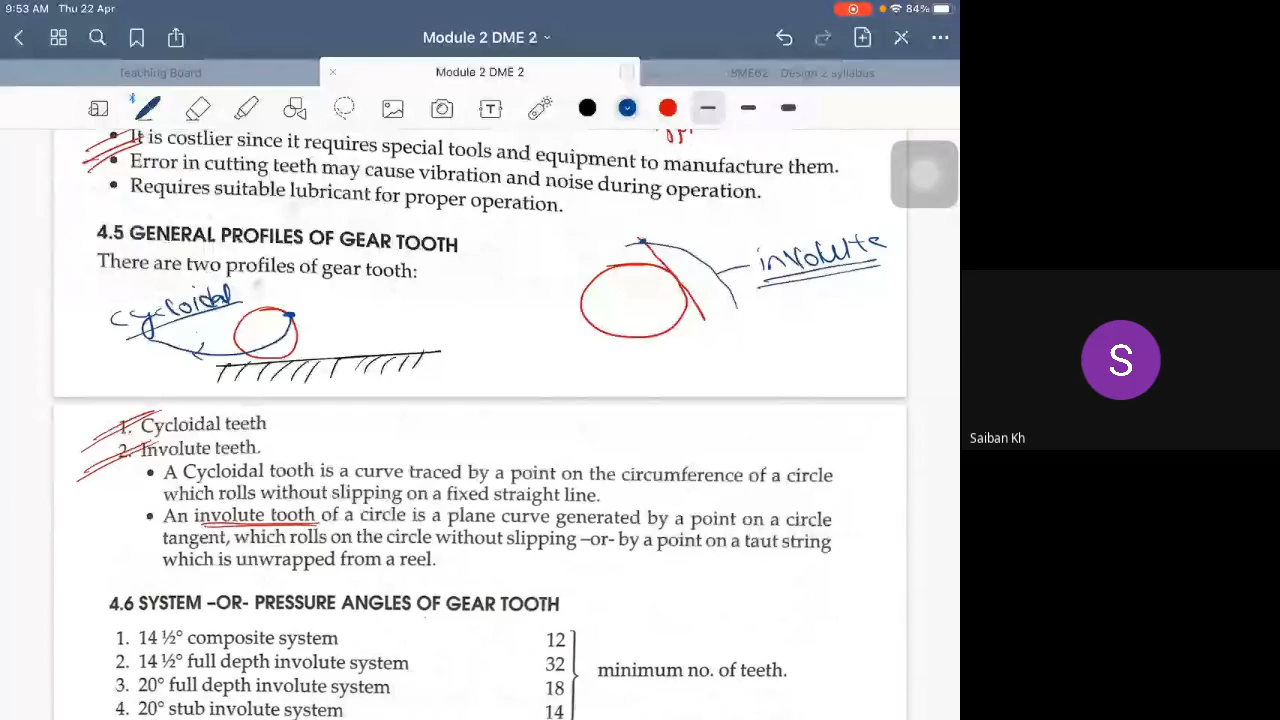 9:53 AM Thu 22 Apr
84%
Module 2 DME 2
Teaching Board
Module 2 DME 2
BME62 Design 2 syllabus
• It is costlier since it requires special tools and equipment to manufacture them.
• Error in cutting teeth may cause vibration and noise during operation.
• Requires suitable lubricant for proper operation.
4.5 GENERAL PROFILES OF GEAR TOOTH
There are two profiles of gear tooth:
involute
cycloidal
1. Cycloidal teeth
2. Involute teeth.
• A Cycloidal tooth is a curve traced by a point on the circumference of a circle
which rolls without slipping on a fixed straight line.
• An involute tooth of a circle is a plane curve generated by a point on a circle
tangent, which rolls on the circle without slipping –or- by a point on a taut string
which is unwrapped from a reel.
4.6 SYSTEM –OR- PRESSURE ANGLES OF GEAR TOOTH
1. 14 ½° composite system 12
2. 14 ½° full depth involute system 32
minimum no. of teeth.
3. 20° full depth involute system 18
4. 20° stub involute system 14
S
Saiban Kh